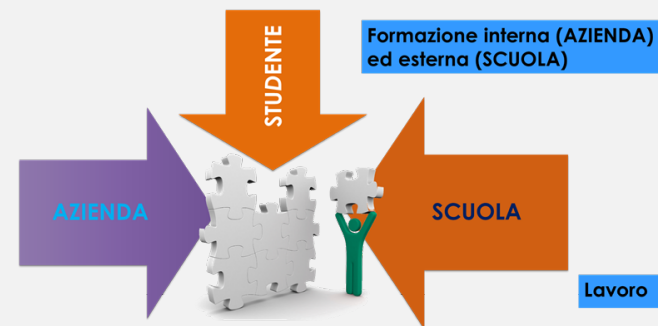 STUDENTE
Formazione interna (AZIENDA)
ed esterna (SCUOLA)
AZIENDA
SCUOLA
Lavoro